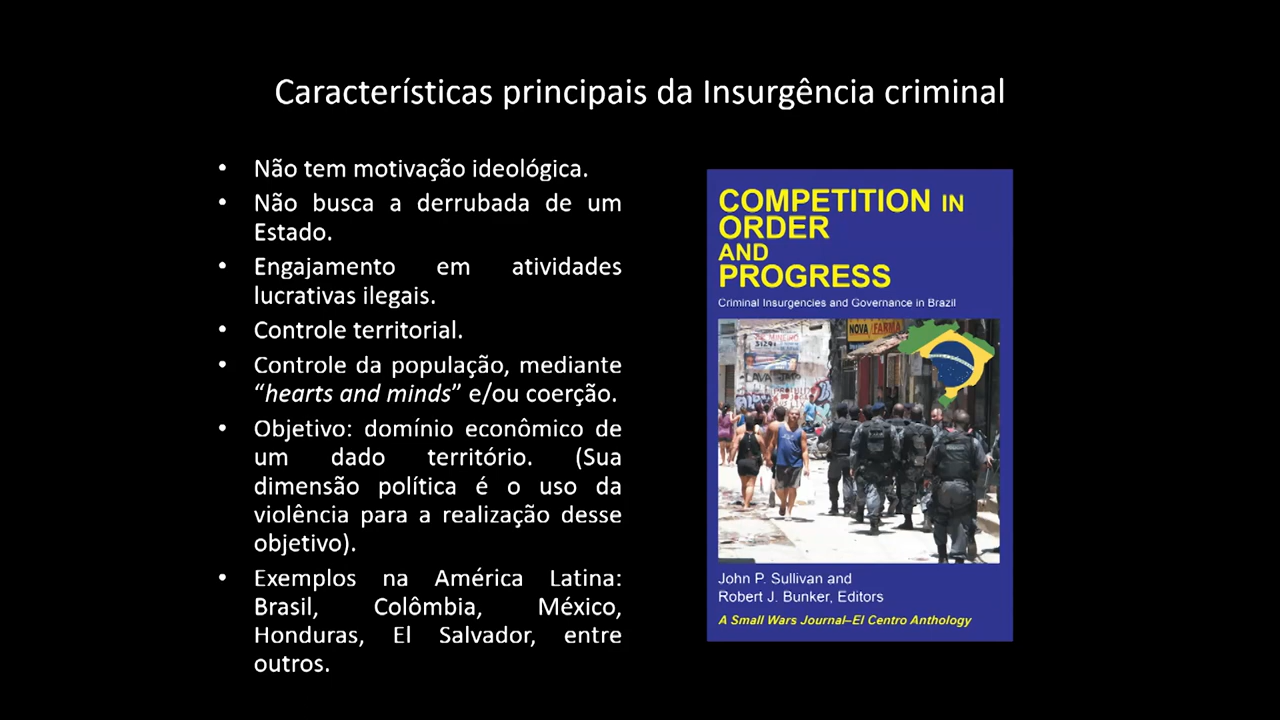 Características principais da Insurgência criminal
• Não tem motivação ideológica.
• Não busca a derrubada de um
Estado.
• Engajamento em atividades
lucrativas ilegais.
• Controle territorial.
• Controle da população, mediante
“hearts and minds” e/ou coerção.
• Objetivo: domínio econômico de
um dado território. (Sua
dimensão política é o uso da
violência para a realização desse
objetivo).
• Exemplos na América Latina:
Brasil, Colômbia, México,
Honduras, El Salvador, entre
outros.
COMPETITION IN
ORDER
AND
PROGRESS
Criminal Insurgencies and Governance in Brazil
NOVA FARMA
John P. Sullivan and
Robert J. Bunker, Editors
A Small Wars Journal–El Centro Anthology